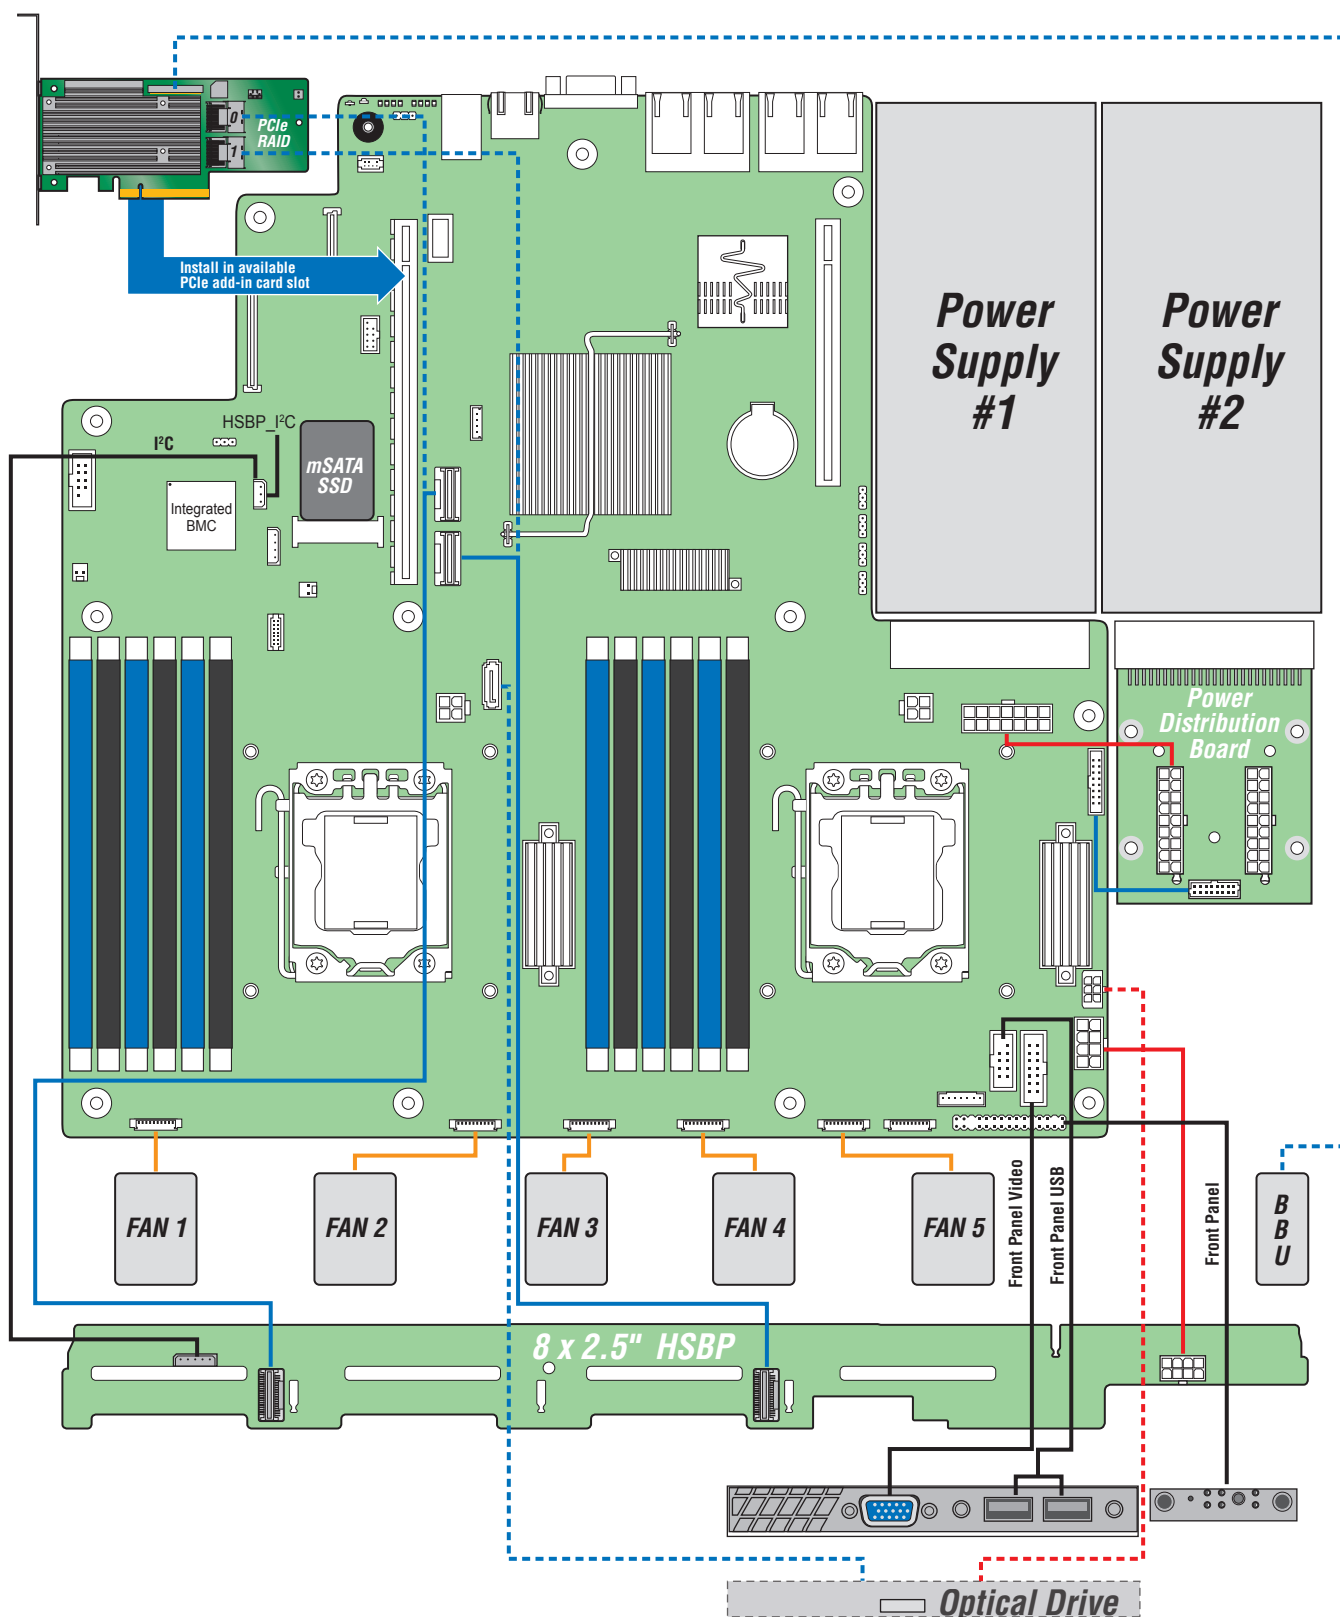 0
PCIe
RAID
1
Install in available
PCIe add-in card slot
Power
Supply
#1
Power
Supply
#2
HSBP_I²C
I²C
mSATA
SSD
Integrated
BMC
Power
Distribution
Board
FAN 1
FAN 2
FAN 3
FAN 4
FAN 5
Front Panel Video
Front Panel USB
Front Panel
B
B
U
8 x 2.5" HSBP
Optical Drive